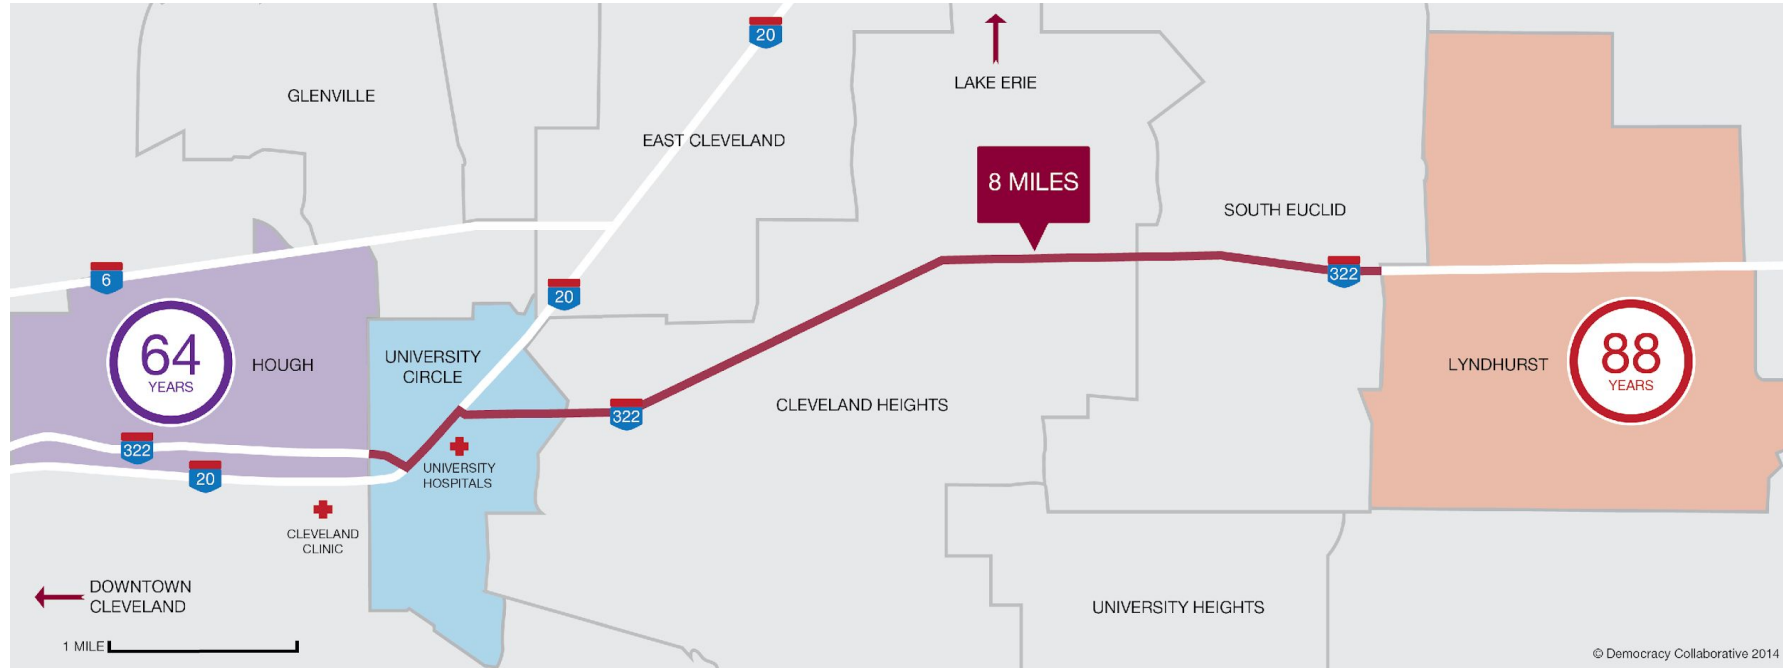 20
GLENVILLE
LAKE ERIE
EAST CLEVELAND
8 MILES
SOUTH EUCLID
6
20
322
64
YEARS
HOUGH
UNIVERSITY
CIRCLE
LYNDHURST
88
YEARS
322
CLEVELAND HEIGHTS
322
20
UNIVERSITY
HOSPITALS
CLEVELAND
CLINIC
DOWNTOWN
CLEVELAND
UNIVERSITY HEIGHTS
1 MILE
© Democracy Collaborative 2014